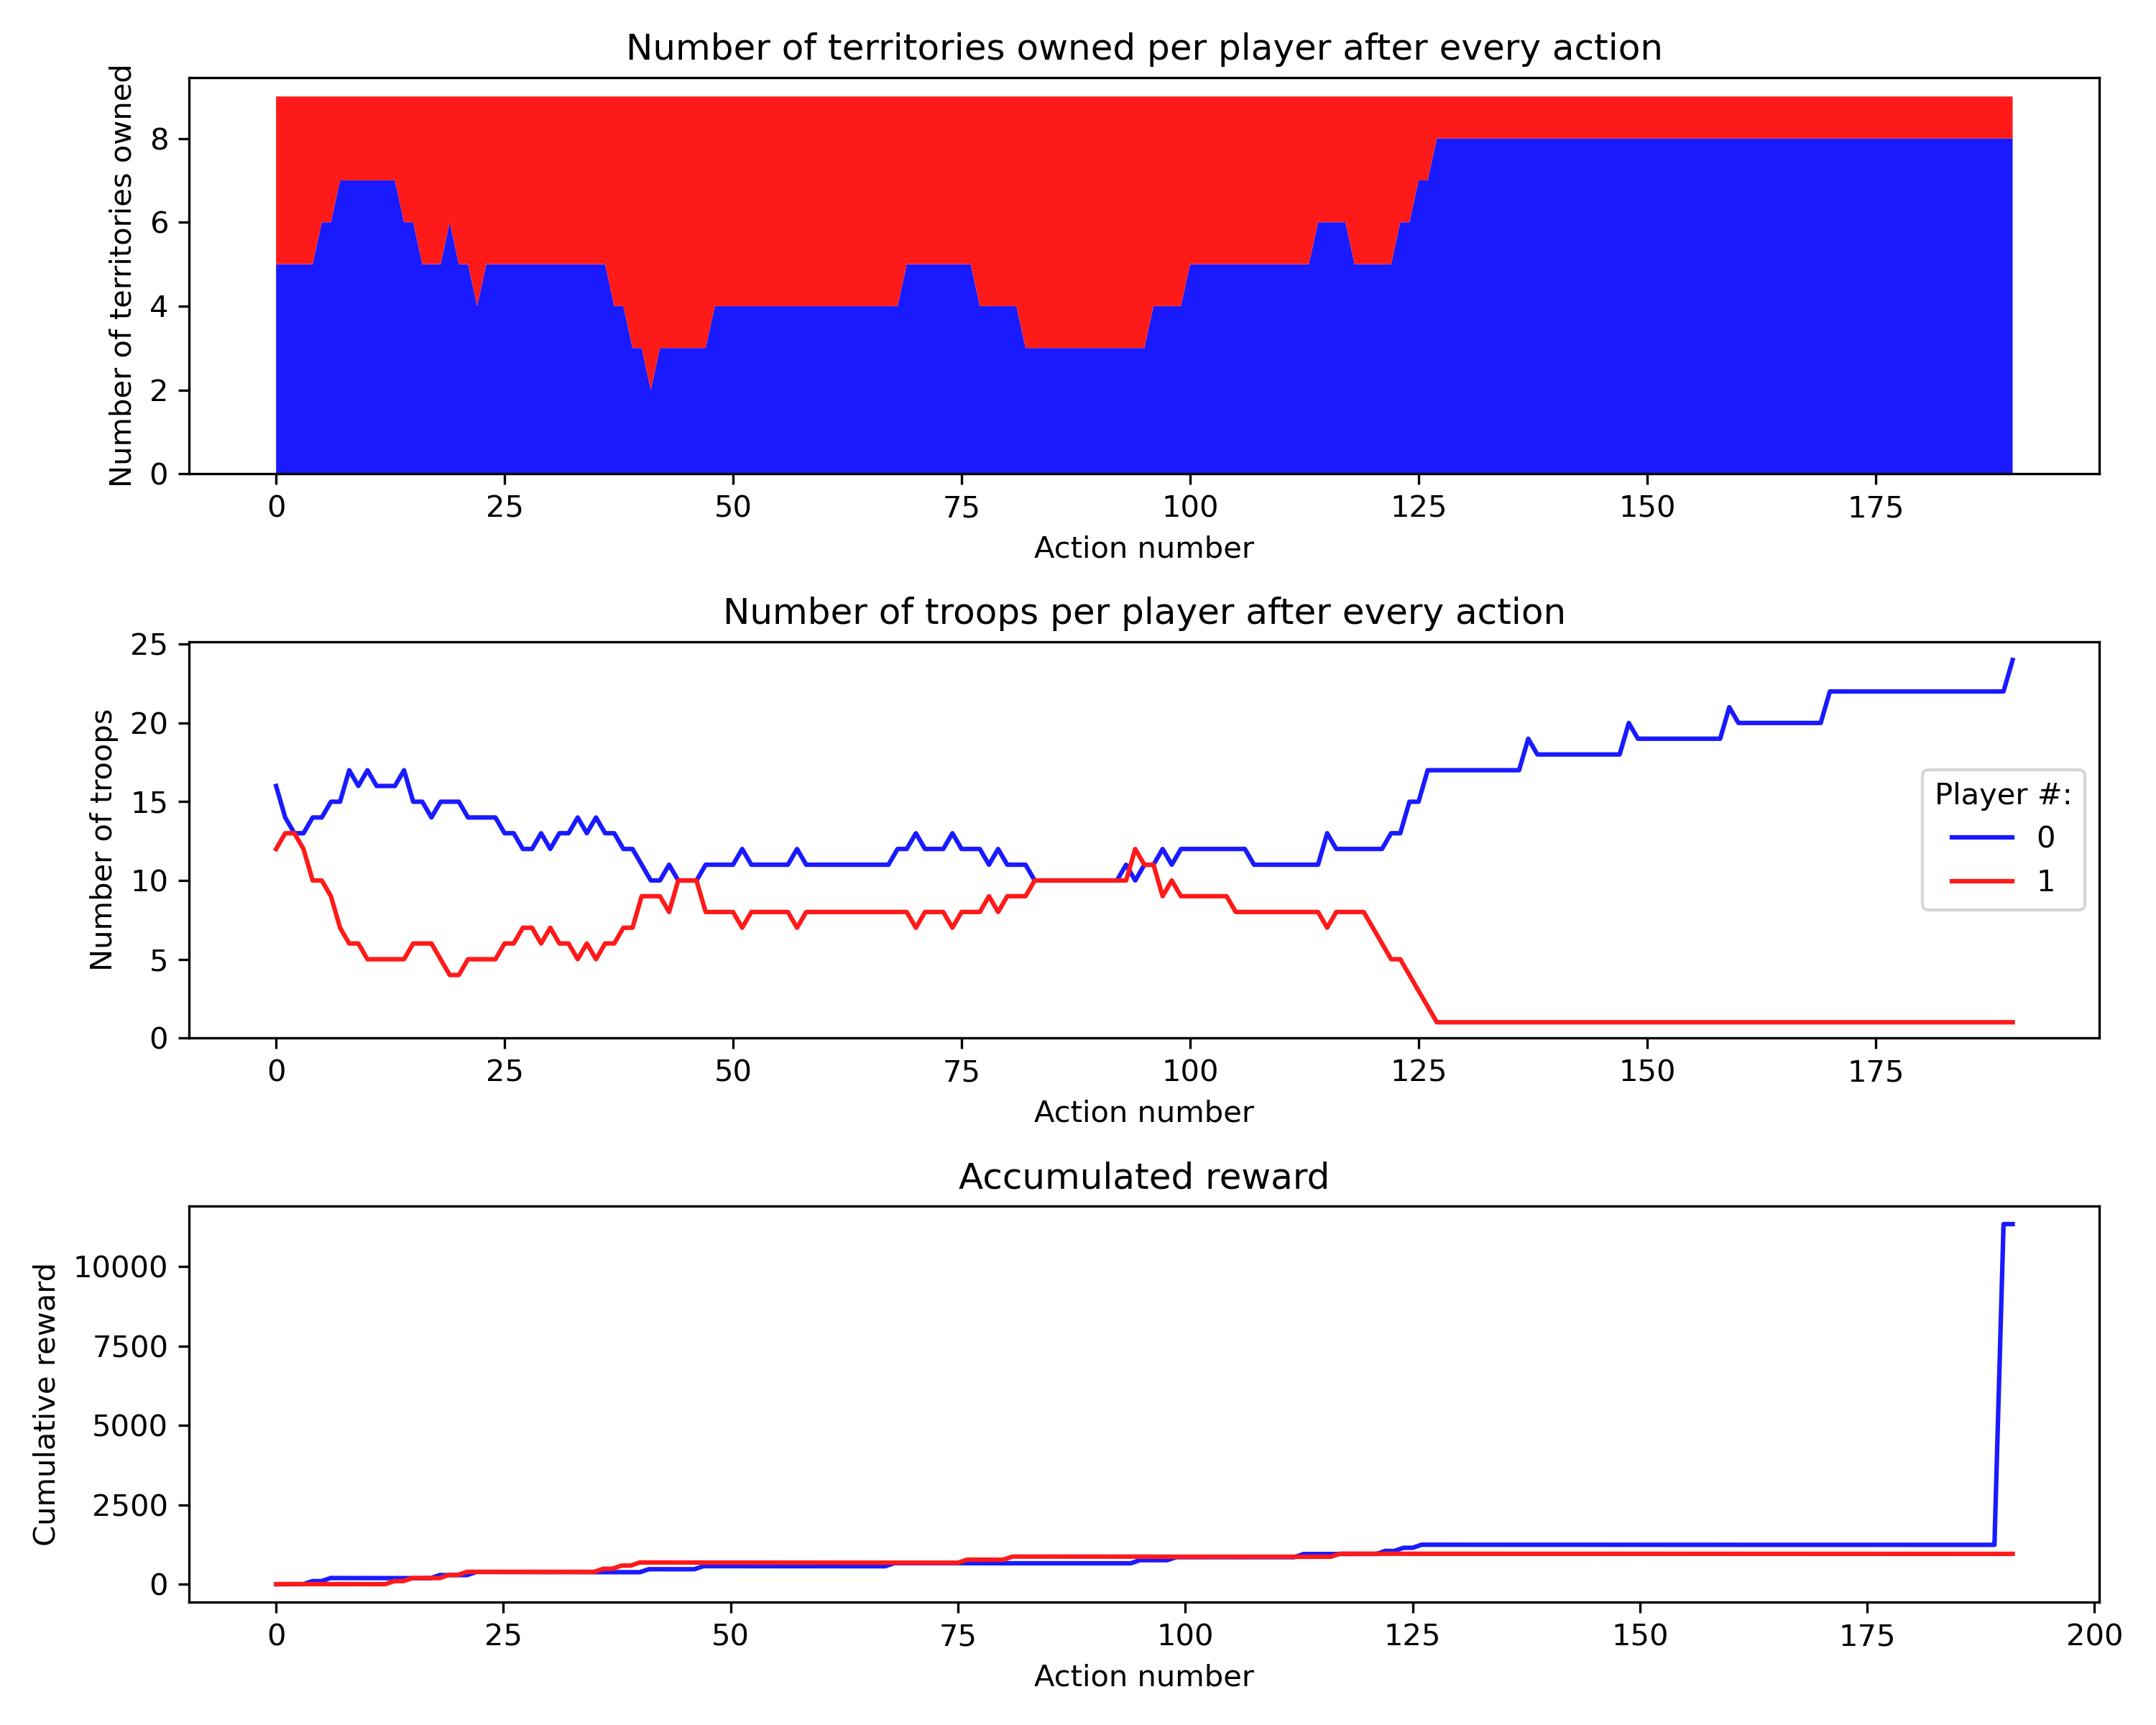 Number of territories owned per player after every action
Number of territories owned
8
6
4
2
0
0 25 50 75 100 125 150 175
Action number
Number of troops per player after every action
Number of troops
25
20
15
10
5
0
Player #:
0
1
0 25 50 75 100 125 150 175
Action number
Accumulated reward
Cumulative reward
10000
7500
5000
2500
0
0 25 50 75 100 125 150 175 200
Action number